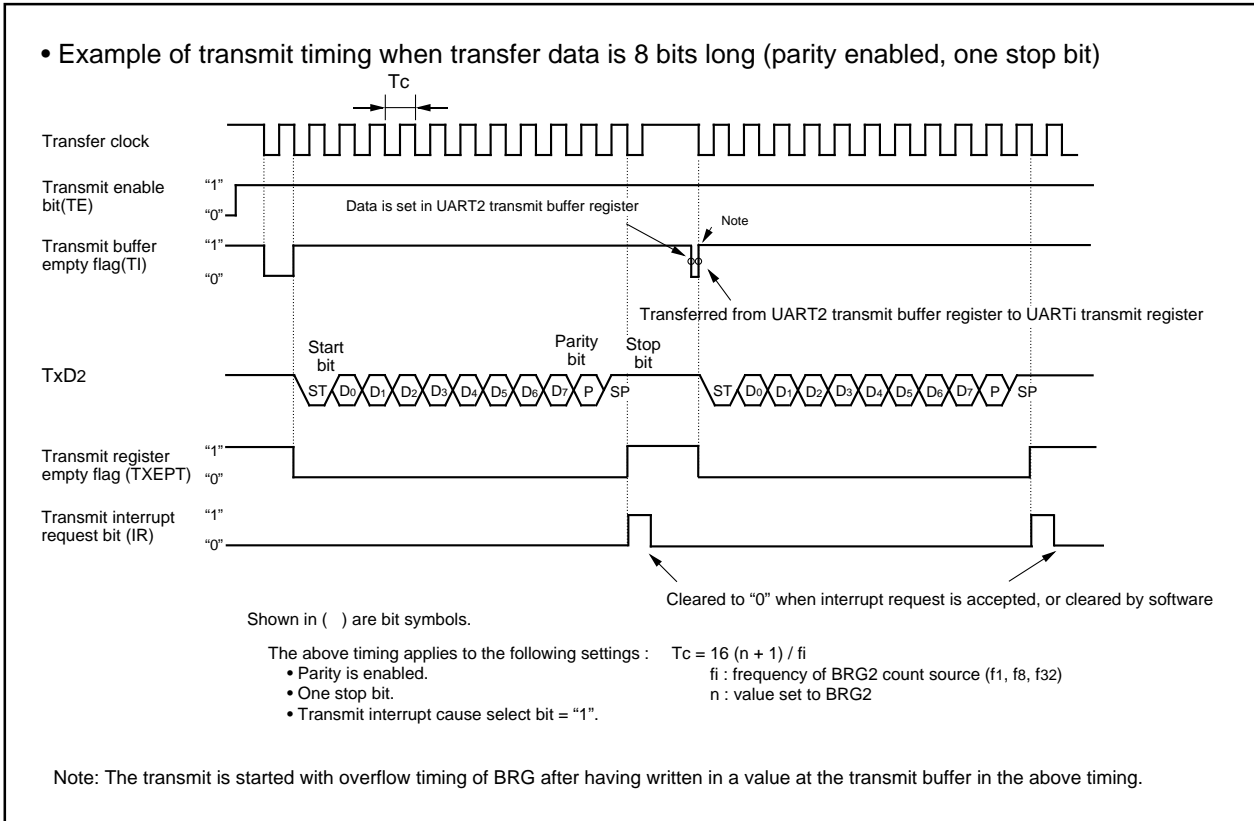 • Example of transmit timing when transfer data is 8 bits long (parity enabled, one stop bit)
Tc
Transfer clock
Transmit enable
bit(TE)
“1”
“0”
Data is set in UART2 transmit buffer register
Note
Transmit buffer
empty flag(TI)
“1”
“0”
Transferred from UART2 transmit buffer register to UARTi transmit register
Start
bit
Parity
bit
Stop
bit
TxD2
ST D0 D1 D2 D3 D4 D5 D6 D7 P SP
ST D0 D1 D2 D3 D4 D5 D6 D7 P SP
Transmit register
empty flag (TXEPT)
“1”
“0”
Transmit interrupt
request bit (IR)
“1”
“0”
Cleared to “0” when interrupt request is accepted, or cleared by software
Shown in ( ) are bit symbols.
The above timing applies to the following settings :
• Parity is enabled.
• One stop bit.
• Transmit interrupt cause select bit = “1”.
Tc = 16 (n + 1) / fi
fi : frequency of BRG2 count source (f1, f8, f32)
n : value set to BRG2
Note: The transmit is started with overflow timing of BRG after having written in a value at the transmit buffer in the above timing.